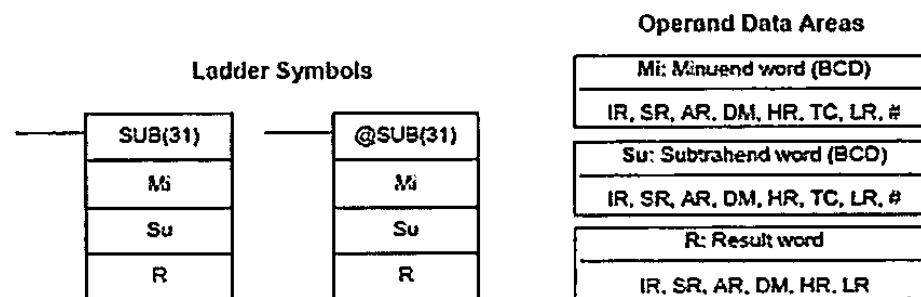 Operand Data Areas
Ladder Symbols
SUB(31)
Mi
Su
R
@SUB(31)
Mi
Su
R
Mi: Minuend word (BCD)
IR, SR, AR, DM, HR, TC, LR, #
Su: Subtrahend word (BCD)
IR, SR, AR, DM, HR, TC, LR, #
R: Result word
IR, SR, AR, DM, HR, LR